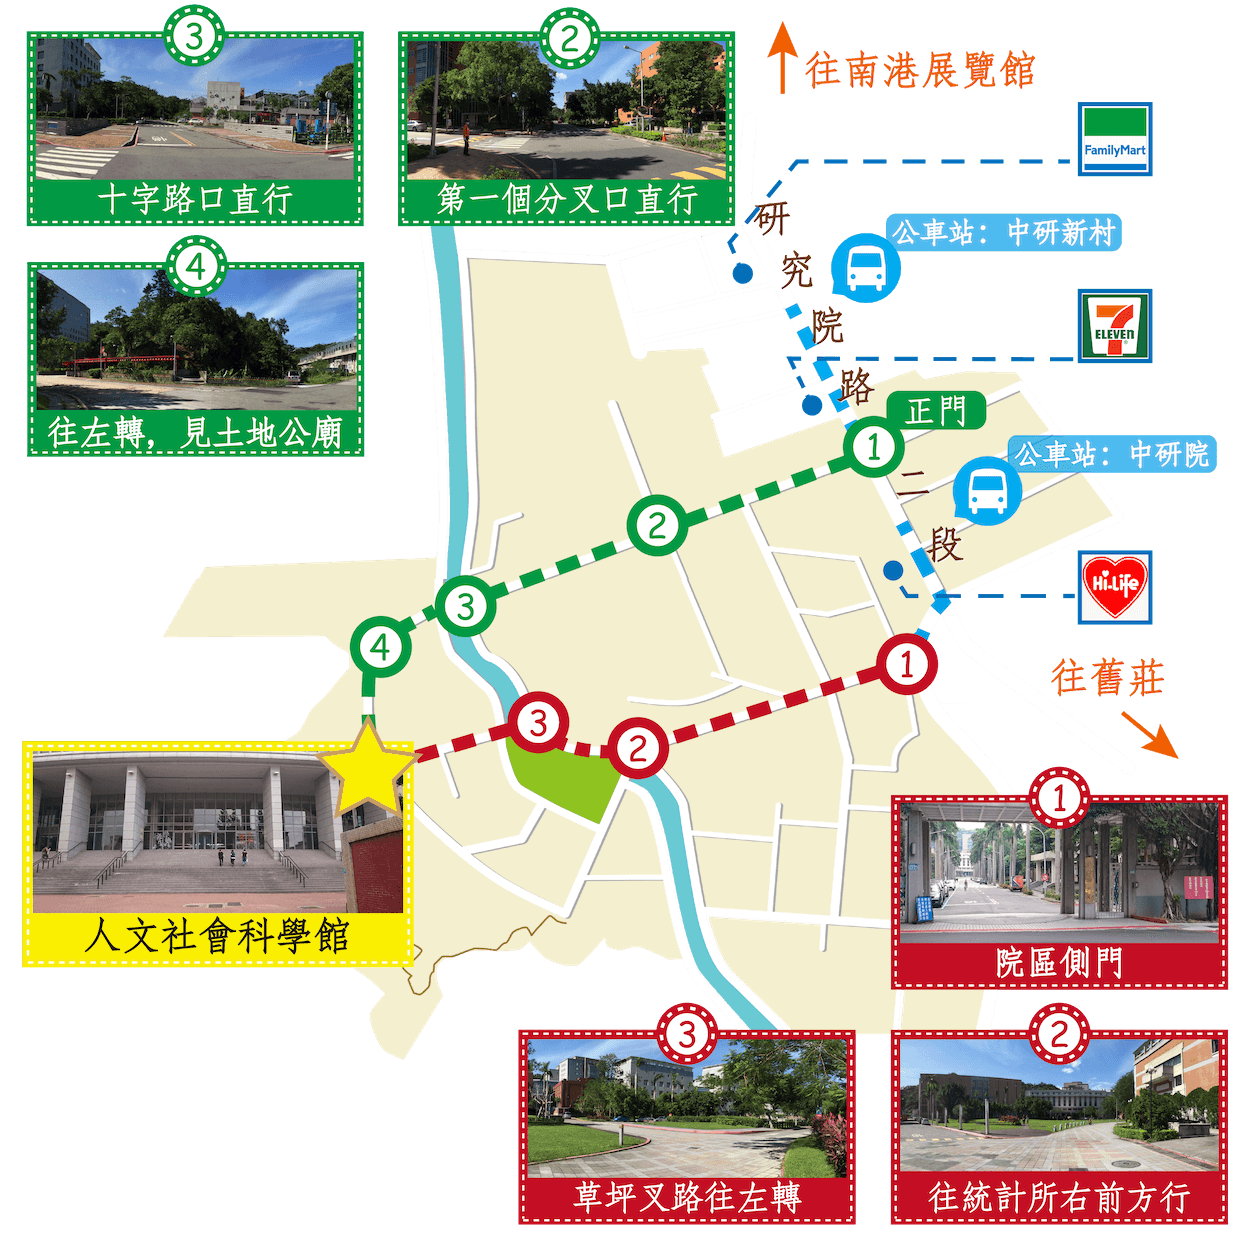 3
十字路口直行
2
第一個分叉口直行
往南港展覽館
FamilyMart
研究院路二段
公車站：中研新村
4
往左轉，見土地公廟
7
ELEVEN
正門
1
公車站：中研院
2
3
4
Hi-Life
1
往舊莊
3
2
人文社會科學館
1
院區側門
3
草坪叉路往左轉
2
往統計所右前方行